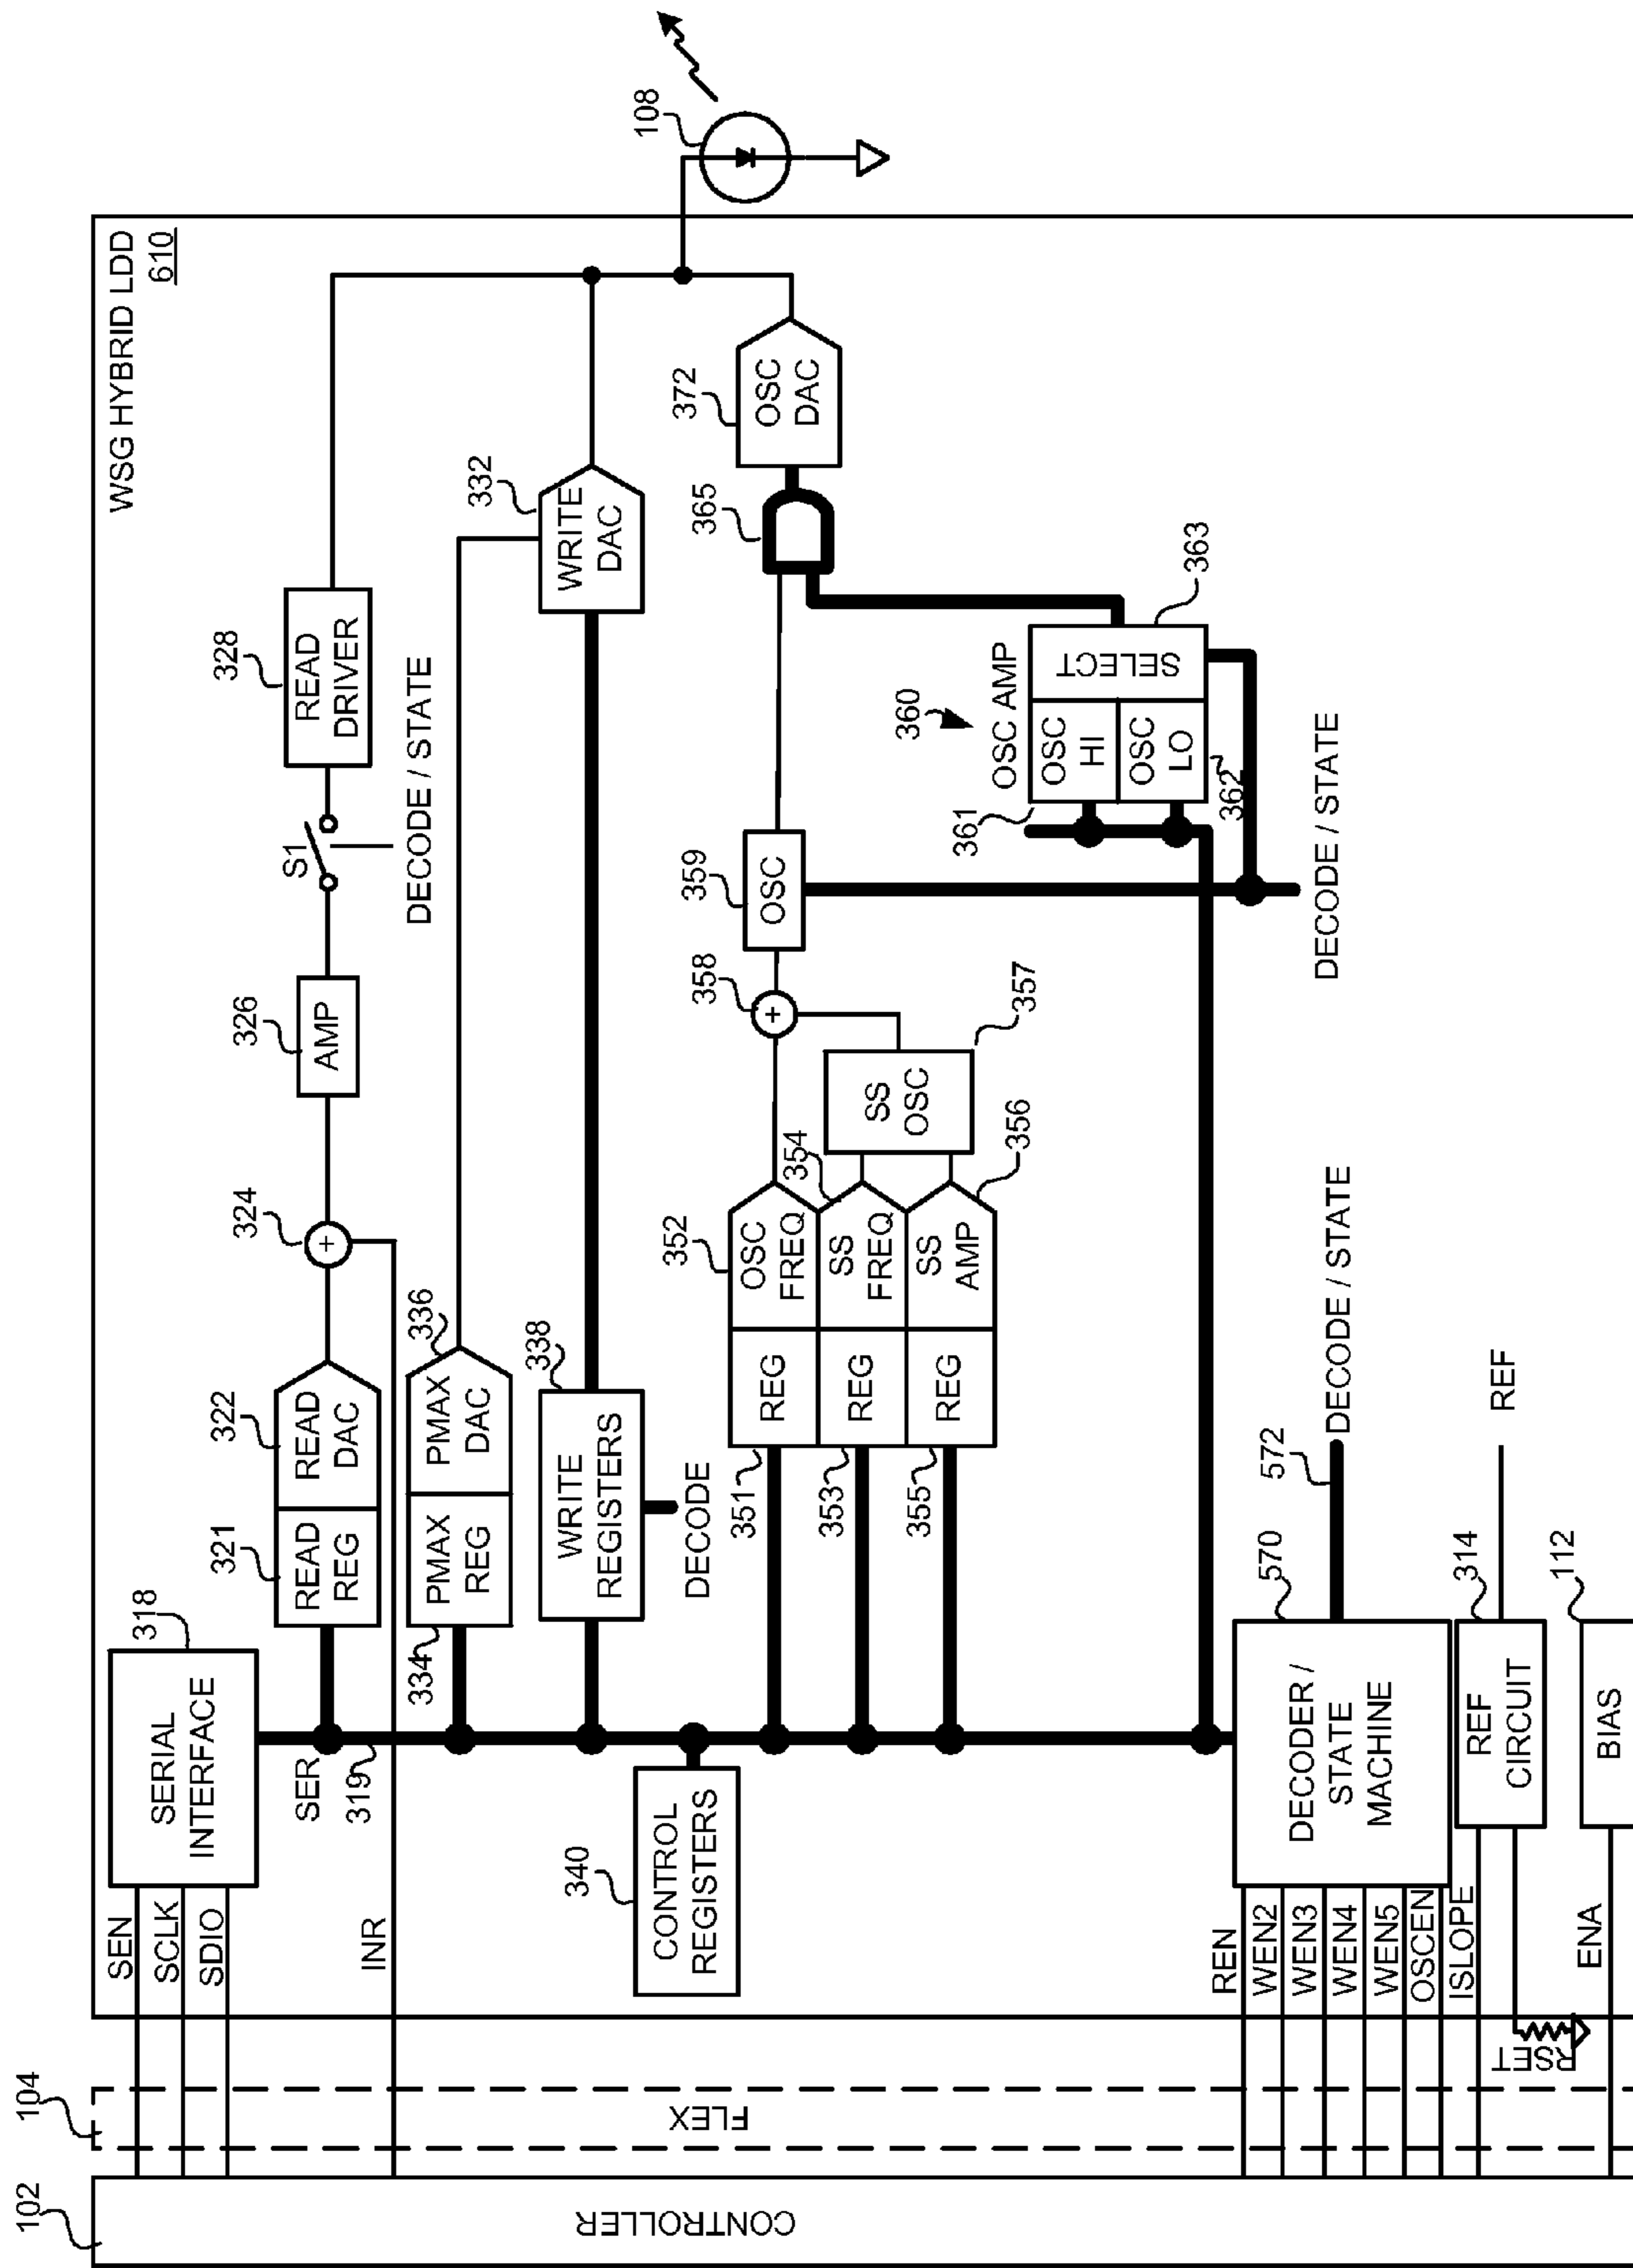 WSG HYBRID LDD
610
102
CONTROLLER
104
FLEX
SEN
SCLK
SDIO
INR
318
SERIAL
INTERFACE
SER
319
321
READ
REG
322
READ
DAC
324
+
326
AMP
S1
DECODE / STATE
328
READ
DRIVER
334
PMAX
REG
336
PMAX
DAC
338
WRITE
REGISTERS
DECODE
332
WRITE
DAC
108
340
CONTROL
REGISTERS
351
REG
352
OSC
FREQ
353
REG
354
SS
FREQ
355
REG
356
SS
AMP
357
SS
OSC
358
+
359
OSC
360
OSC AMP
361
OSC
HI
OSC
LO
362
SELECT
363
365
372
OSC
DAC
DECODE / STATE
REN
WEN2
WEN3
WEN4
WEN5
OSCEN
ISLOPE
570
DECODER /
STATE
MACHINE
572
DECODE / STATE
314
REF
CIRCUIT
REF
RSET
ENA
112
BIAS